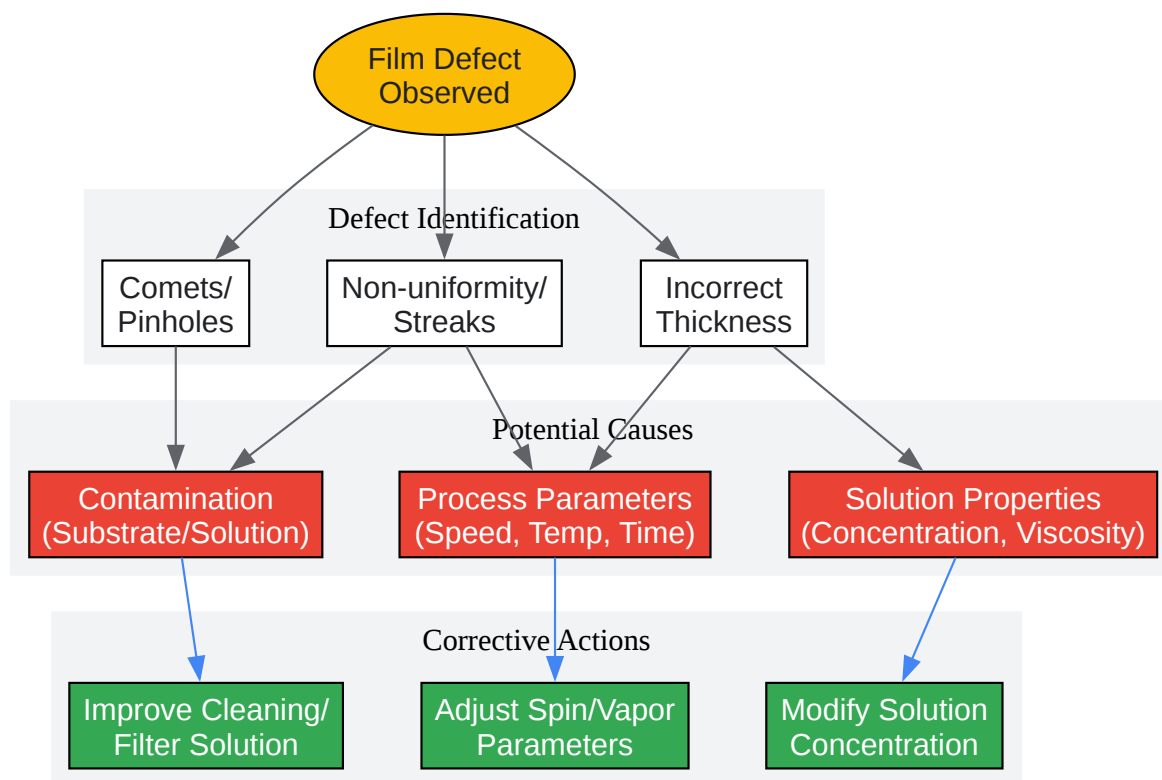 Film Defect
Observed
Defect Identification
Comets/
Pinholes
Non-uniformity/
Streaks
Incorrect
Thickness
Potential Causes
Contamination
(Substrate/Solution)
Process Parameters
(Speed, Temp, Time)
Solution Properties
(Concentration, Viscosity)
Corrective Actions
Improve Cleaning/
Filter Solution
Adjust Spin/Vapor
Parameters
Modify Solution
Concentration